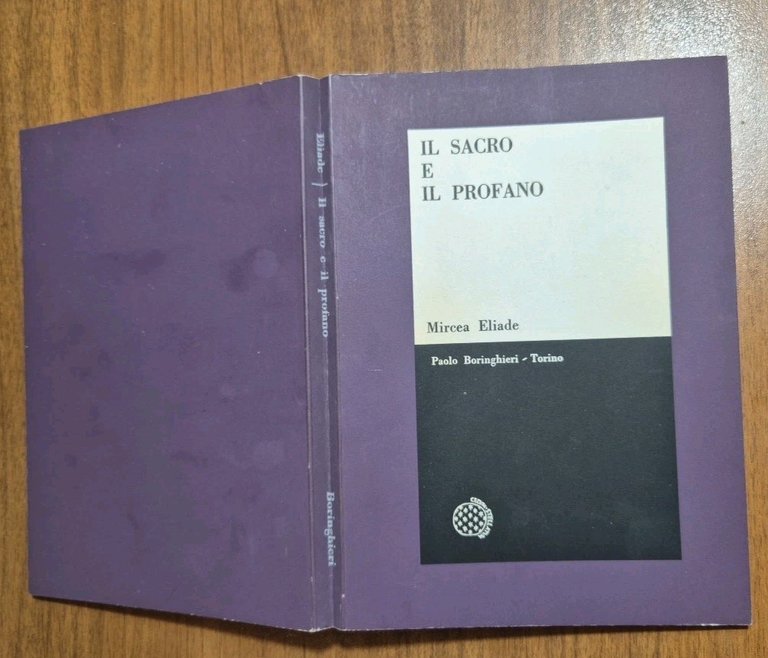 IL SACRO
E
IL PROFANO
Mircea Eliade
Paolo Boringhieri - Torino
Eliade / Il sacro e il profano
Boringhieri